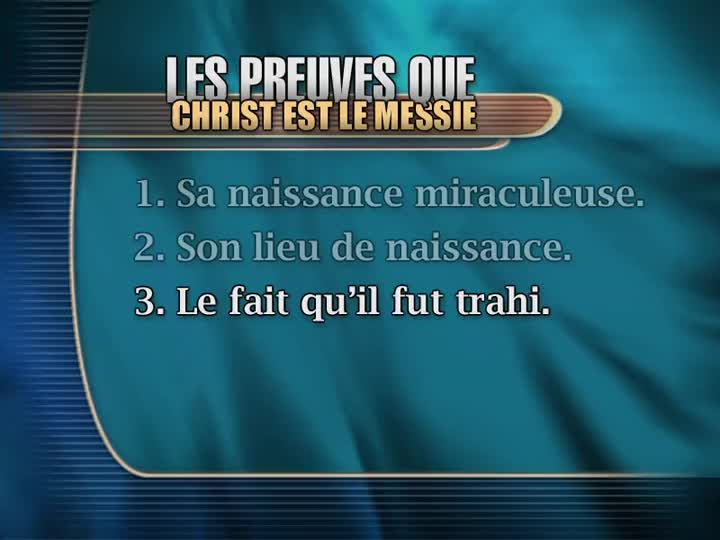 LES PREUVES QUE
CHRIST EST LE MESSIE
1. Sa naissance miraculeuse.
2. Son lieu de naissance.
3. Le fait qu'il fut trahi.